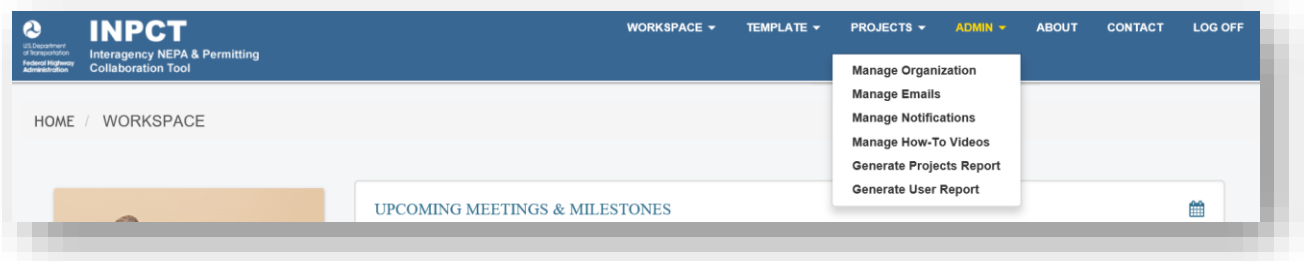 U.S. Department
of Transportation
Federal Highway
Administration
INPCT
Interagency NEPA & Permitting
Collaboration Tool
WORKSPACE
TEMPLATE
PROJECTS
ADMIN
ABOUT
CONTACT
LOG OFF
Manage Organization
Manage Emails
Manage Notifications
Manage How-To Videos
Generate Projects Report
Generate User Report
HOME / WORKSPACE
UPCOMING MEETINGS & MILESTONES